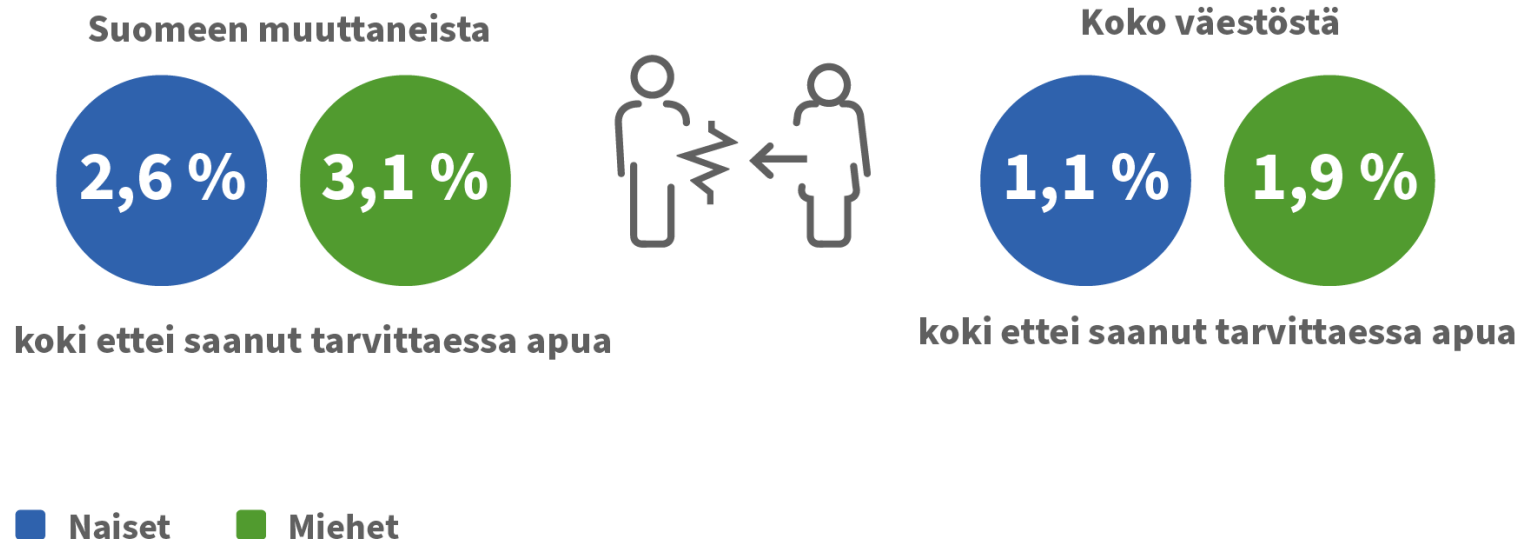 Suomeen muuttaneista
2,6 %
3,1 %
koki ettei saanut tarvittaessa apua
Koko väestöstä
1,1 %
1,9 %
koki ettei saanut tarvittaessa apua
Naiset
Miehet